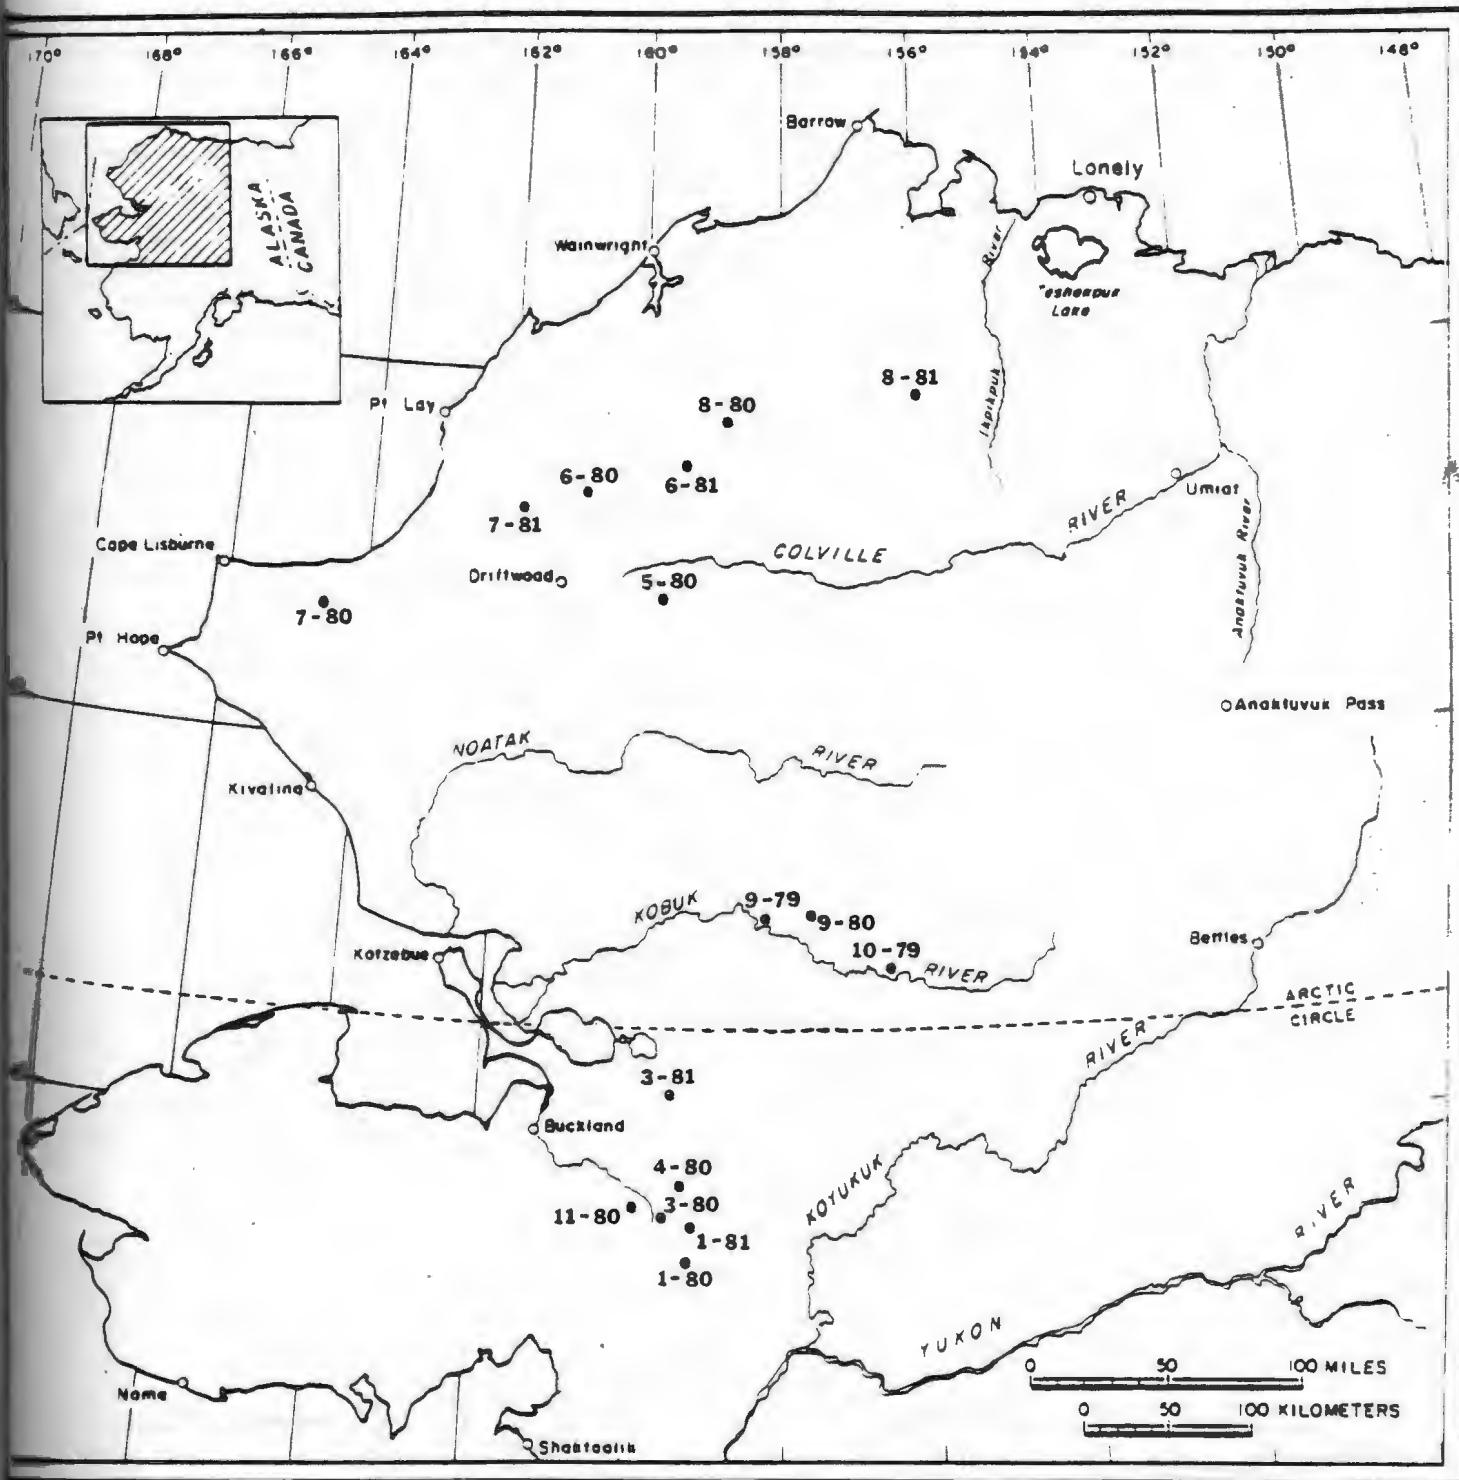 170° 168° 166° 164° 162° 160° 158° 156° 154° 152° 150° 148°
Barrow
Lonely
ALASKA
CANADA
Wainwright
River
Teshekpuk
Lake
8-81
Ikpikpuk
Pt Lay
8-80
6-80
6-81
Umiat
7-81
RIVER
Anaktuvuk River
Cape Lisburne
COLVILLE
Driftwood
5-80
7-80
Pt Hope
Anaktuvuk Pass
NOATAK
RIVER
Kivalina
KOBUK
9-79
9-80
Bettles
Kotzebue
10-79
RIVER
ARCTIC
CIRCLE
RIVER
3-81
Buckland
4-80
KOYUKUK
3-80
11-80
RIVER
1-81
1-80
YUKON
0 50 100 MILES
Nome
0 50 100 KILOMETERS
Shaktoolik